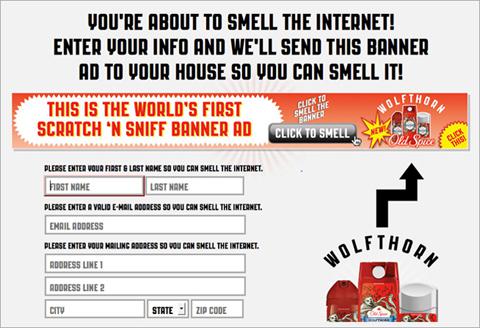 YOU'RE ABOUT TO SMELL THE INTERNET!
ENTER YOUR INFO AND WE'LL SEND THIS BANNER
AD TO YOUR HOUSE SO YOU CAN SMELL IT!
THIS IS THE WORLD'S FIRST
SCRATCH 'N SNIFF BANNER AD
CLICK TO
SMELL THE
BANNER
CLICK TO SMELL
WOLFTHORN
NEW!
Old Spice
CLICK
THIS!
PLEASE ENTER YOUR FIRST & LAST NAME SO YOU CAN SMELL THE INTERNET.
FIRST NAME LAST NAME
PLEASE ENTER A VALID E-MAIL ADDRESS SO YOU CAN SMELL THE INTERNET.
EMAIL ADDRESS
PLEASE ENTER YOUR MAILING ADDRESS SO YOU CAN SMELL THE INTERNET.
ADDRESS LINE 1
ADDRESS LINE 2
CITY STATE ZIP CODE
WOLFTHORN